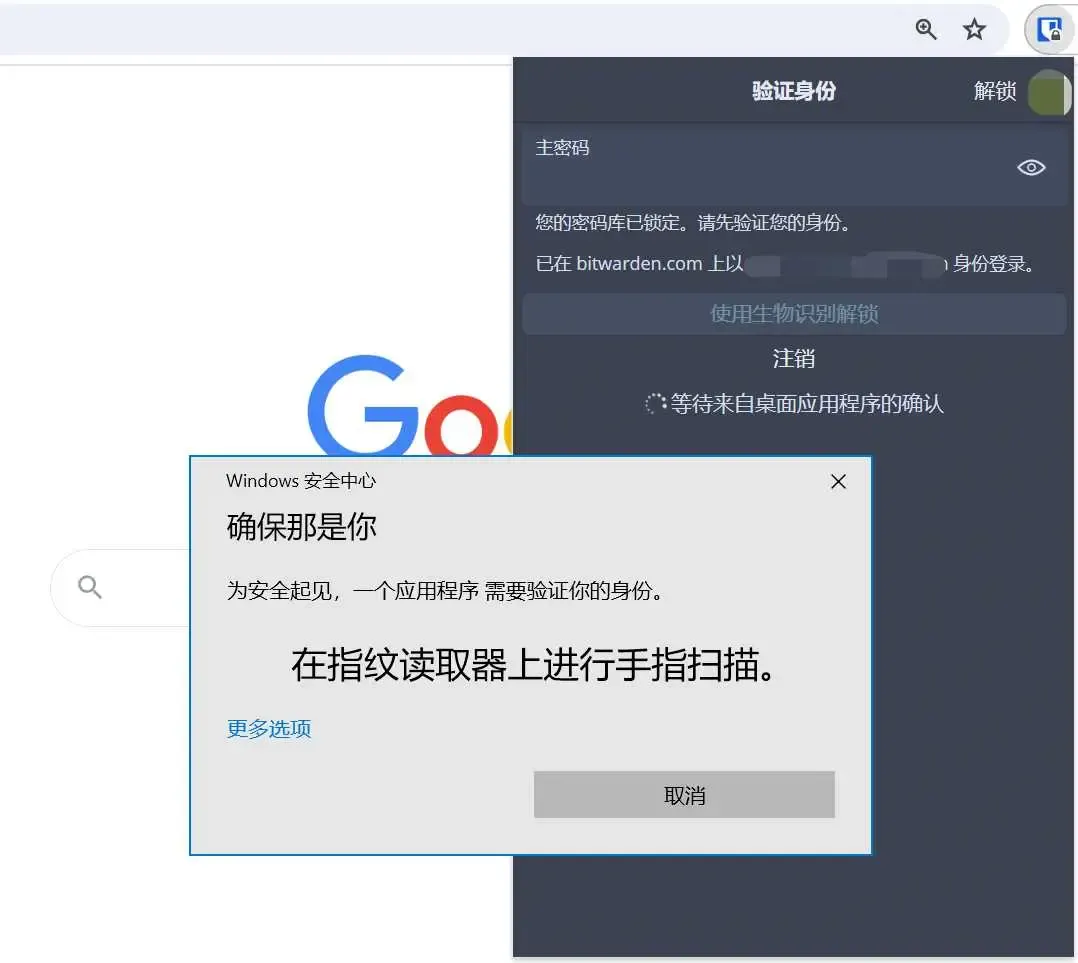 验证身份
解锁
主密码
您的密码库已锁定。请先验证您的身份。
已在 bitwarden.com 上以 身份登录。
使用生物识别解锁
注销
等待来自桌面应用程序的确认
Go
Windows 安全中心
确保那是你
为安全起见，一个应用程序 需要验证你的身份。
在指纹读取器上进行手指扫描。
更多选项
取消